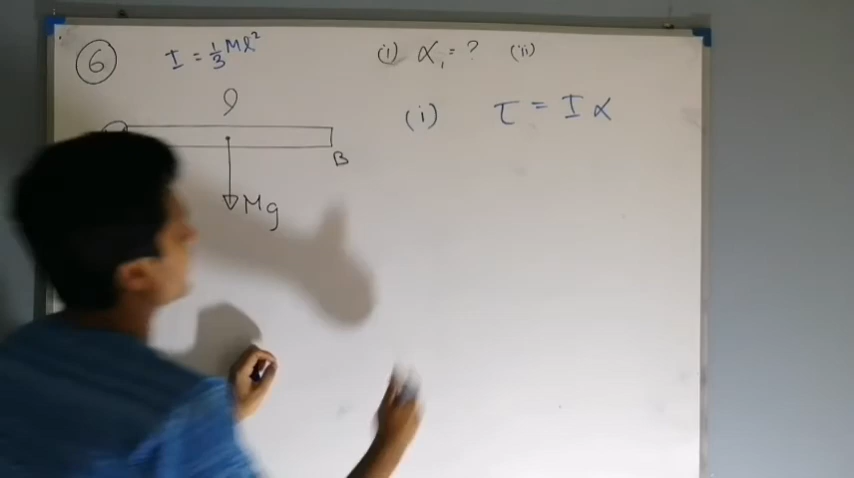 6
I = 1/3 Ml²
(i) α₁ = ? (ii)
l
(i) τ = I α
B
Mg